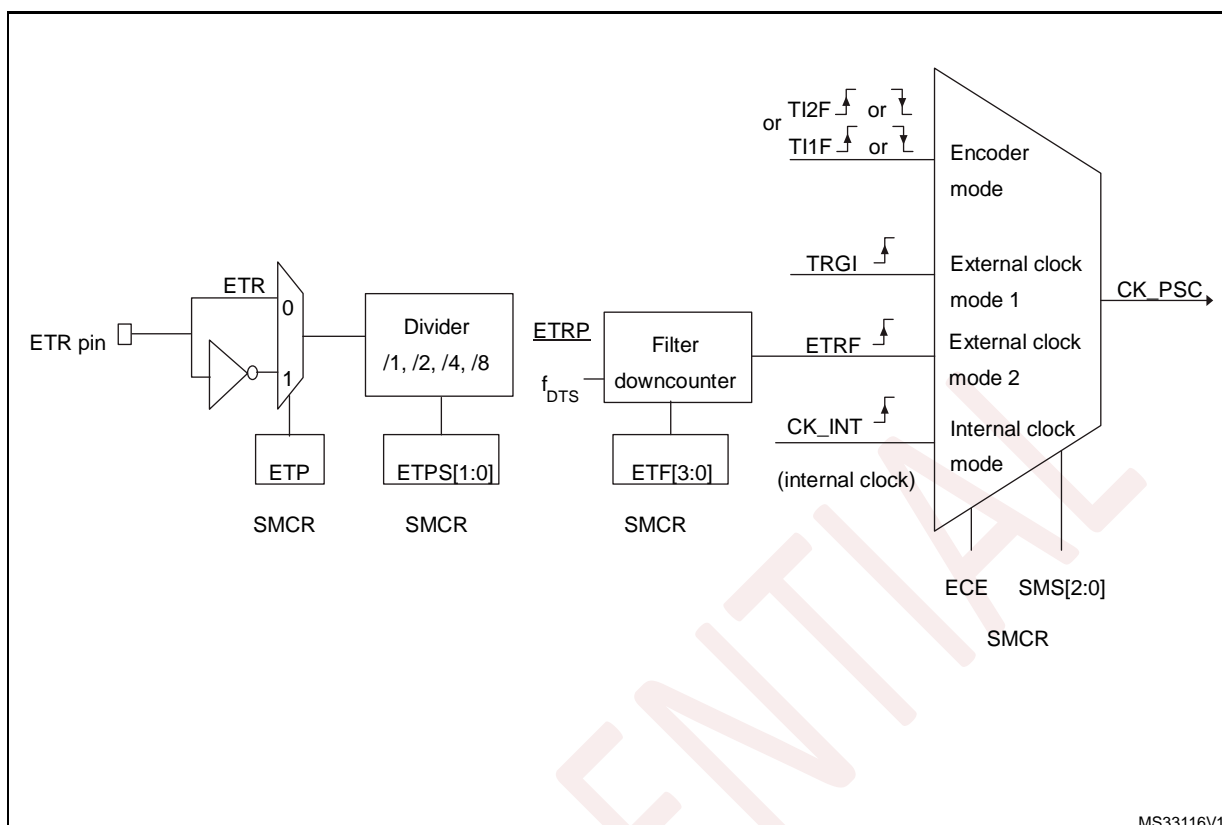 or TI2F or
TI1F or
Encoder
mode
TRGI
External clock
mode 1
CK_PSC
ETR
0
1
ETR pin
Divider
/1, /2, /4, /8
ETRP
f DTS
Filter
downcounter
ETRF
External clock
mode 2
CK_INT
(internal clock)
Internal clock
mode
ETP
ETPS[1:0]
ETF[3:0]
SMCR
SMCR
SMCR
ECE SMS[2:0]
SMCR
ENTIAL
MS33116V1